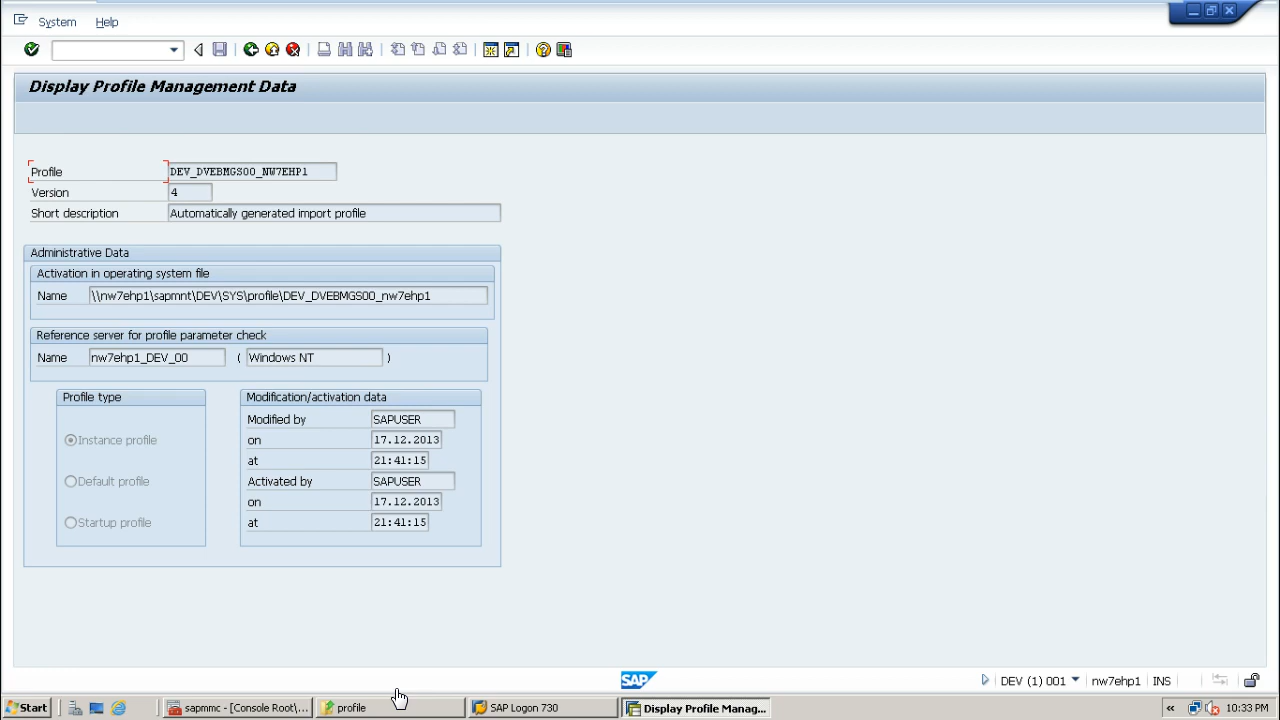 System Help
Display Profile Management Data
Profile DEV_DVEBMGS00_NW7EHP1
Version 4
Short description Automatically generated import profile
Administrative Data
Activation in operating system file
Name \\nw7ehp1\sapmnt\DEV\SYS\profile\DEV_DVEBMGS00_nw7ehp1
Reference server for profile parameter check
Name nw7ehp1_DEV_00 ( Windows NT )
Profile type
Instance profile
Default profile
Startup profile
Modification/activation data
Modified by SAPUSER
on 17.12.2013
at 21:41:15
Activated by SAPUSER
on 17.12.2013
at 21:41:15
SAP
DEV (1) 001 nw7ehp1 INS
Start sapmmc - [Console Root\... profile SAP Logon 730 Display Profile Manag... « 10:33 PM